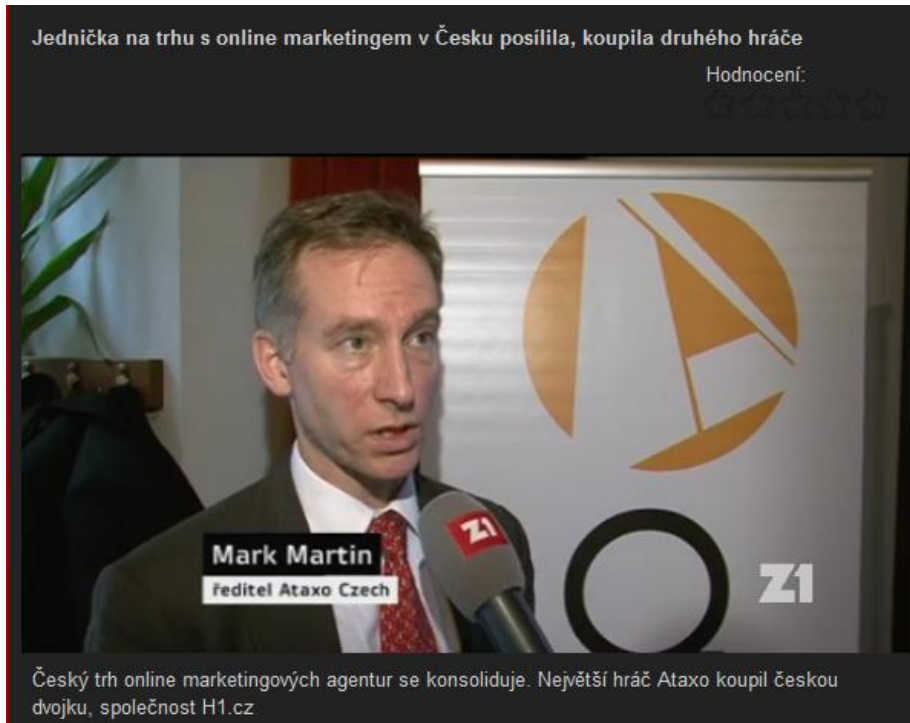 Jednička na trhu s online marketingem v Česku posílila, koupila druhého hráče
Hodnocení:
Z1
Mark Martin
ředitel Ataxo Czech
Z1
Český trh online marketingových agentur se konsoliduje. Největší hráč Ataxo koupil českou
dvojku, společnost H1.cz